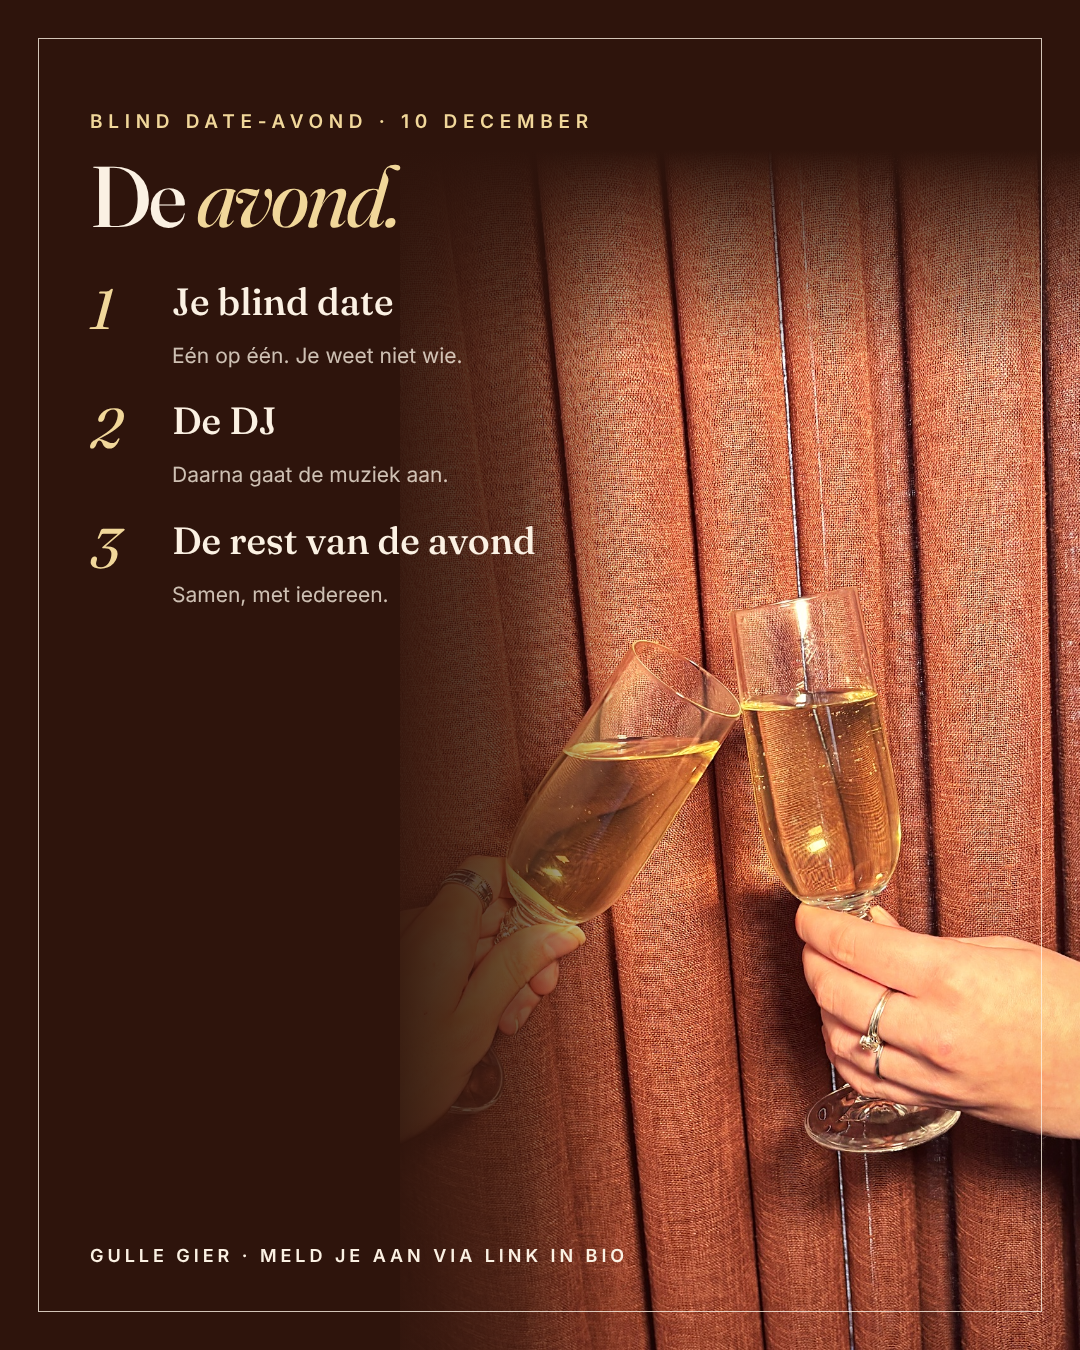 BLIND DATE-AVOND · 10 DECEMBER
De avond.
1 Je blind date
Eén op één. Je weet niet wie.
2 De DJ
Daarna gaat de muziek aan.
3 De rest van de avond
Samen, met iedereen.
GULLE GIER · MELD JE AAN VIA LINK IN BIO